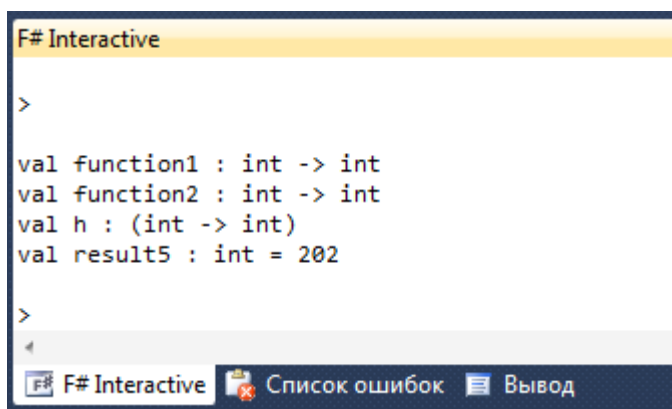 F# Interactive
>
val function1 : int -> int
val function2 : int -> int
val h : (int -> int)
val result5 : int = 202
>
F# F# Interactive Список ошибок Вывод